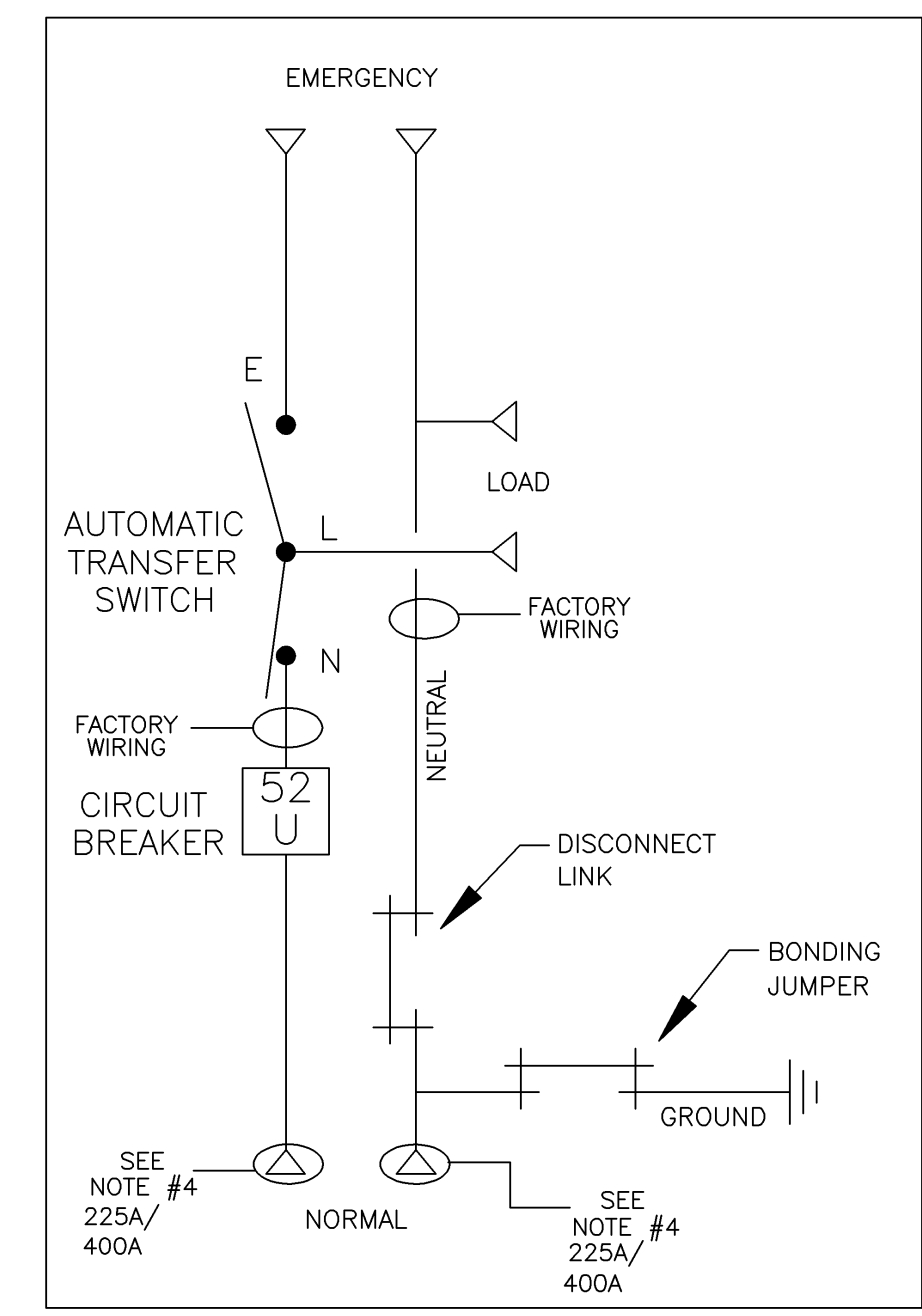 EMERGENCY
E
LOAD
AUTOMATIC
TRANSFER
SWITCH
L
FACTORY
WIRING
N
NEUTRAL
FACTORY
WIRING
52
U
CIRCUIT
BREAKER
DISCONNECT
LINK
BONDING
JUMPER
GROUND
SEE
NOTE #4
225A/
400A
NORMAL
SEE
NOTE #4
225A/
400A